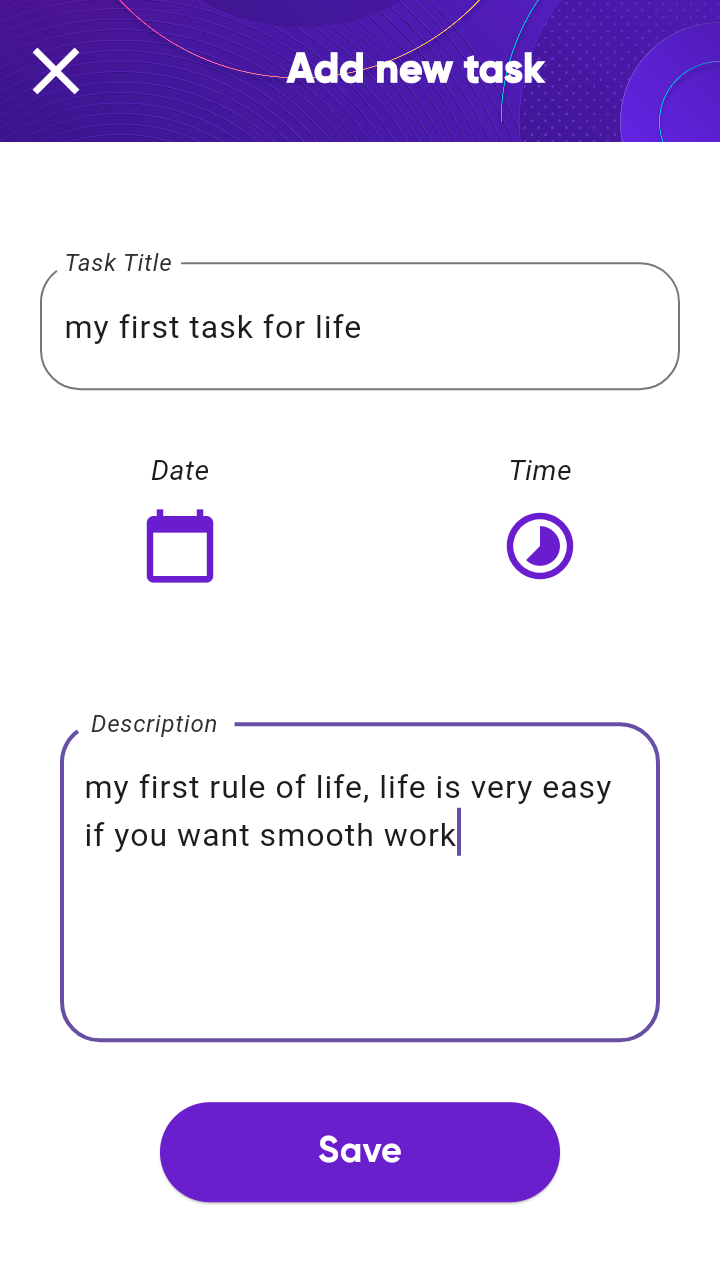 Add new task
Task Title
my first task for life
Date
Time
Description
my first rule of life, life is very easy
if you want smooth work
Save